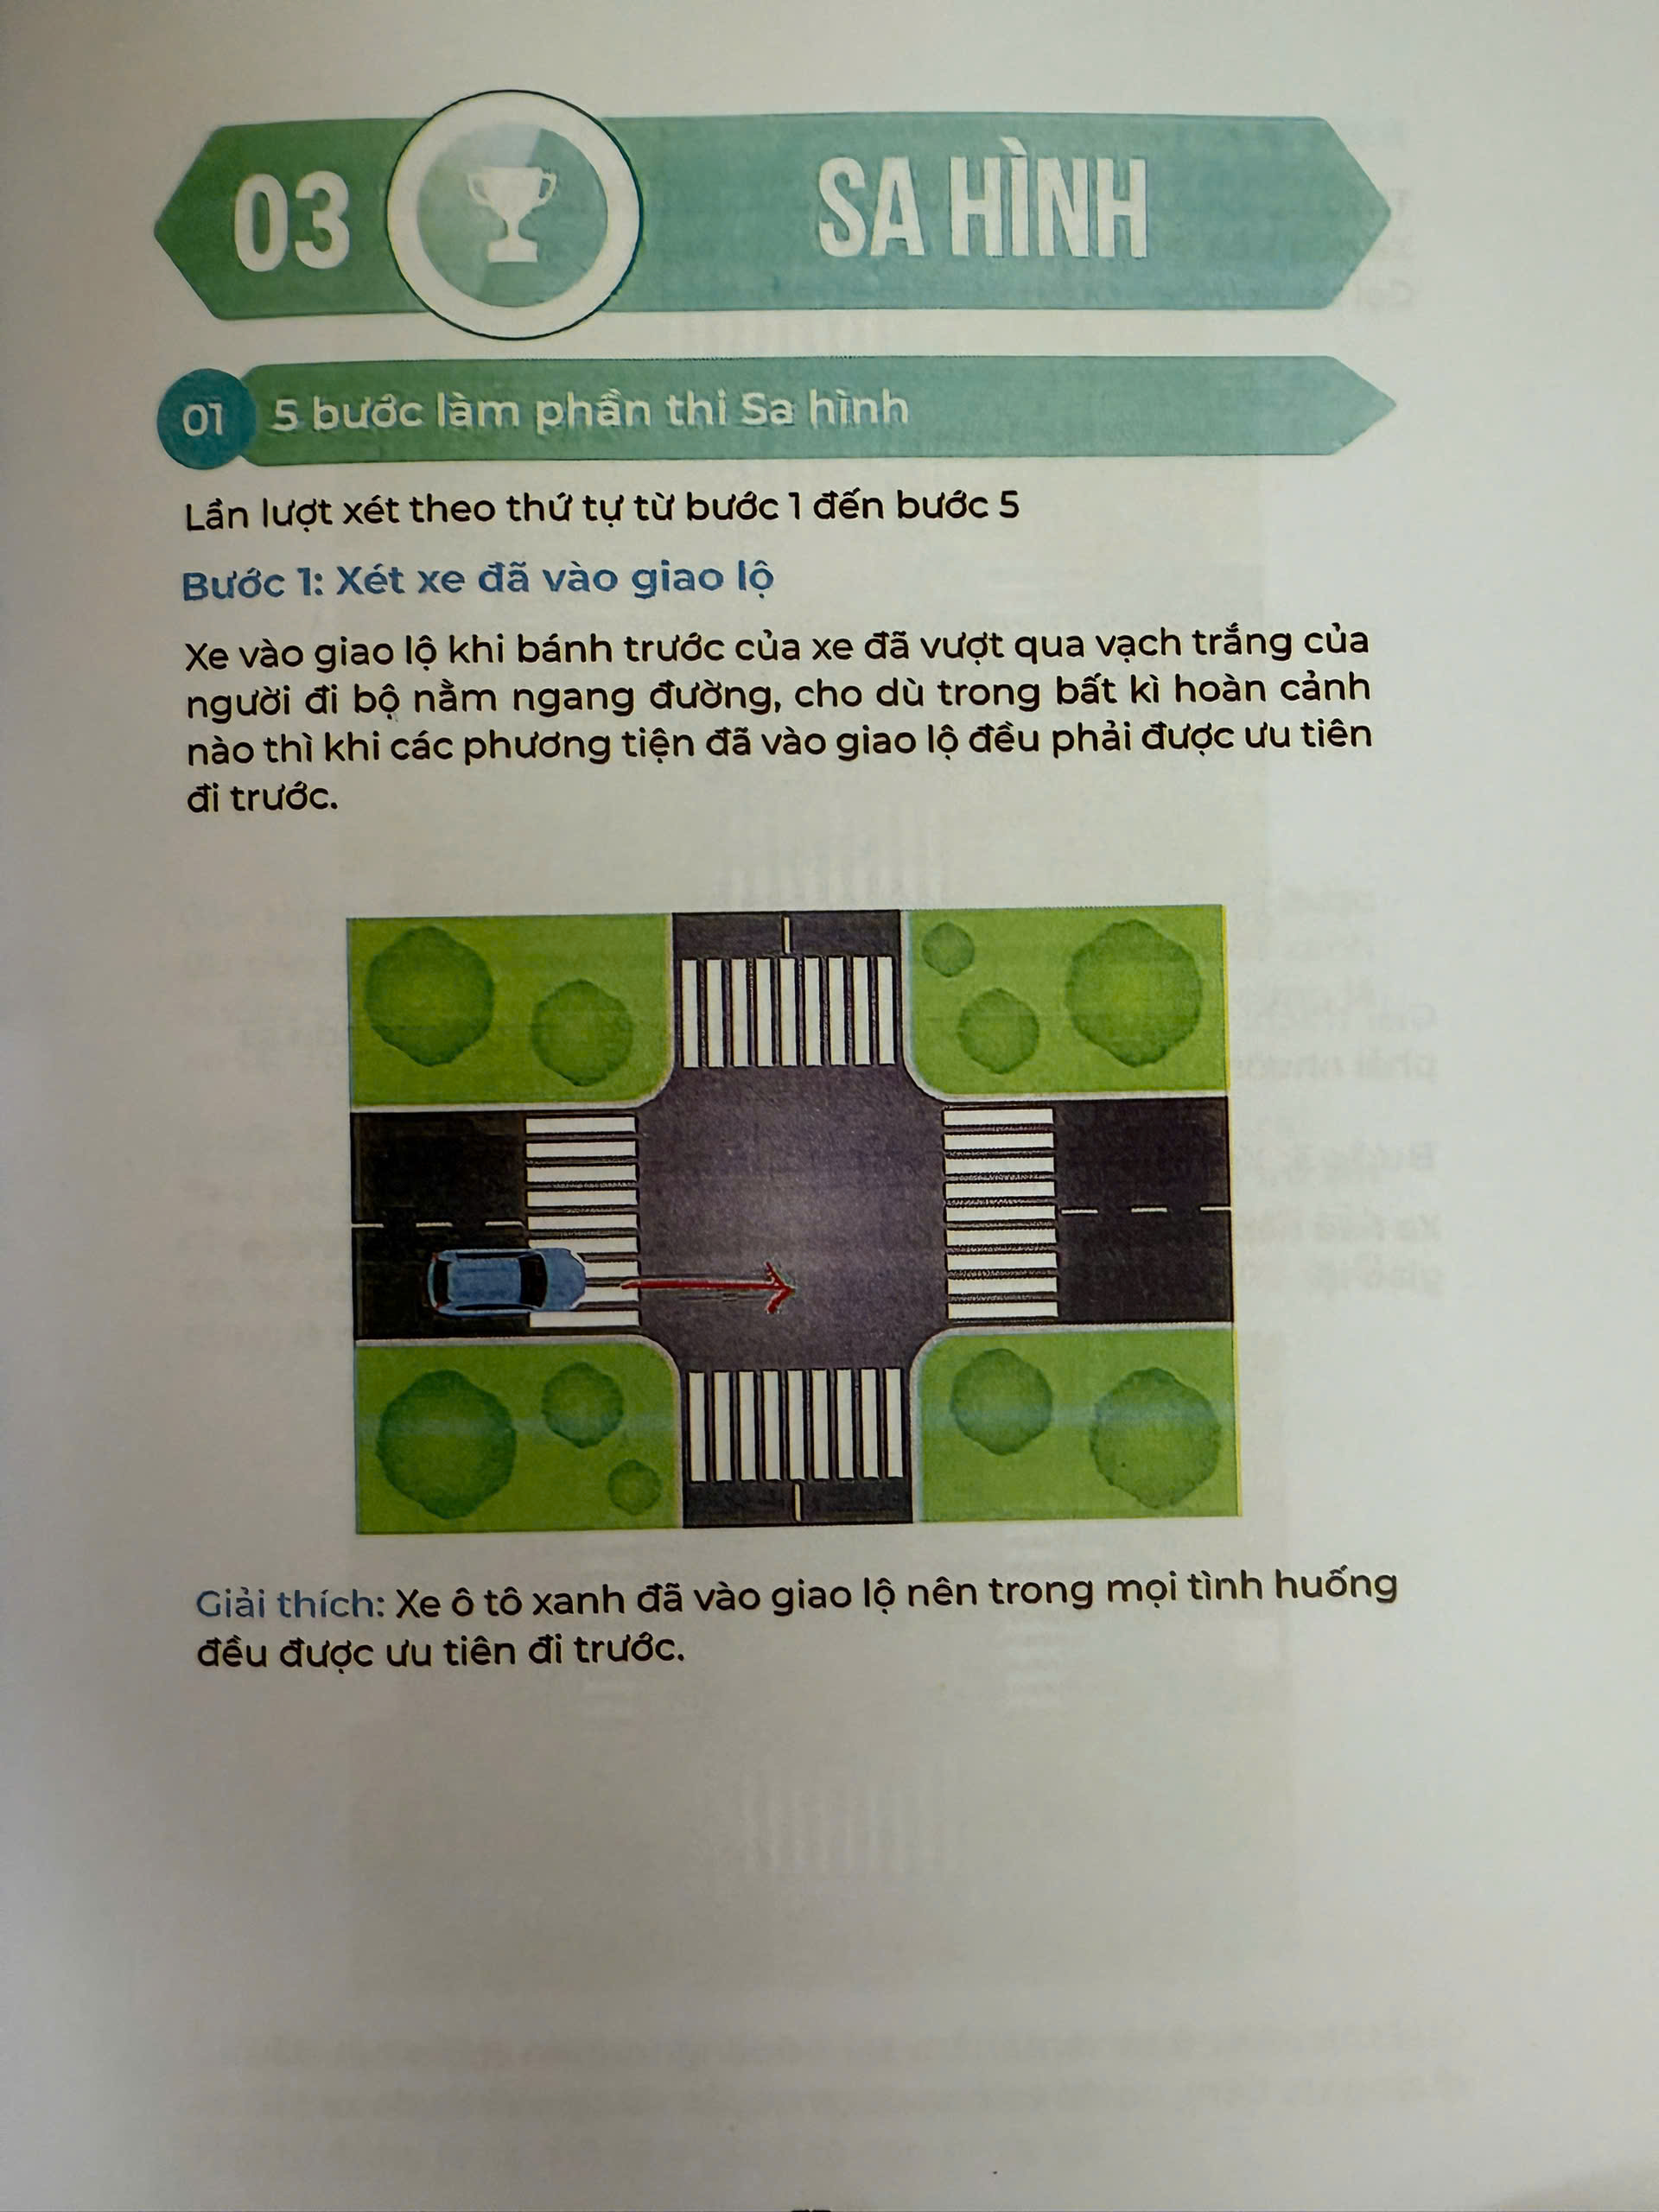 03
SA HÌNH
01
5 bước làm phần thi Sa hình
Lần lượt xét theo thứ tự từ bước 1 đến bước 5
Bước 1: Xét xe đã vào giao lộ
Xe vào giao lộ khi bánh trước của xe đã vượt qua vạch trắng của
người đi bộ nằm ngang đường, cho dù trong bất kì hoàn cảnh
nào thì khi các phương tiện đã vào giao lộ đều phải được ưu tiên
đi trước.
Giải thích: Xe ô tô xanh đã vào giao lộ nên trong mọi tình huống
đều được ưu tiên đi trước.